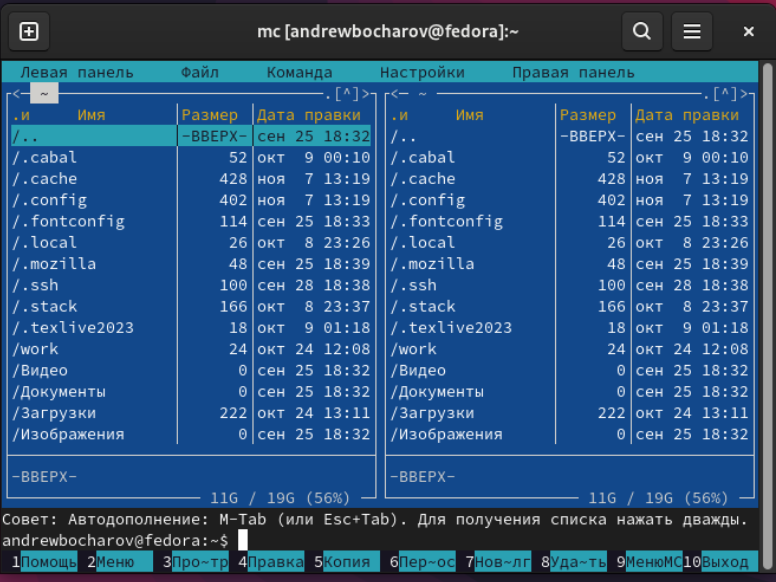 mc [andrewbocharov@fedora]:~
Левая панель Файл Команда Настройки Правая панель
<— ~ .[^]> <— ~ .[^]>
.и Имя Размер Дата правки .и Имя Размер Дата правки
/.. -ВВЕРХ- сен 25 18:32 /.. -ВВЕРХ- сен 25 18:32
/.cabal 52 окт 9 00:10 /.cabal 52 окт 9 00:10
/.cache 428 ноя 7 13:19 /.cache 428 ноя 7 13:19
/.config 402 ноя 7 13:19 /.config 402 ноя 7 13:19
/.fontconfig 114 сен 25 18:33 /.fontconfig 114 сен 25 18:33
/.local 26 окт 8 23:26 /.local 26 окт 8 23:26
/.mozilla 48 сен 25 18:39 /.mozilla 48 сен 25 18:39
/.ssh 100 сен 28 18:38 /.ssh 100 сен 28 18:38
/.stack 166 окт 8 23:37 /.stack 166 окт 8 23:37
/.texlive2023 18 окт 9 01:18 /.texlive2023 18 окт 9 01:18
/work 24 окт 24 12:08 /work 24 окт 24 12:08
/Видео 0 сен 25 18:32 /Видео 0 сен 25 18:32
/Документы 0 сен 25 18:32 /Документы 0 сен 25 18:32
/Загрузки 222 окт 24 13:11 /Загрузки 222 окт 24 13:11
/Изображения 0 сен 25 18:32 /Изображения 0 сен 25 18:32
-ВВЕРХ- -ВВЕРХ-
11G / 19G (56%) 11G / 19G (56%)
Совет: Автодополнение: M-Tab (или Esc+Tab). Для получения списка нажать дважды.
andrewbocharov@fedora:~$
1Помощь 2Меню 3Про~тр 4Правка 5Копия 6Пер~ос 7Нов~лг 8Уда~ть 9МенюMC 10Выход